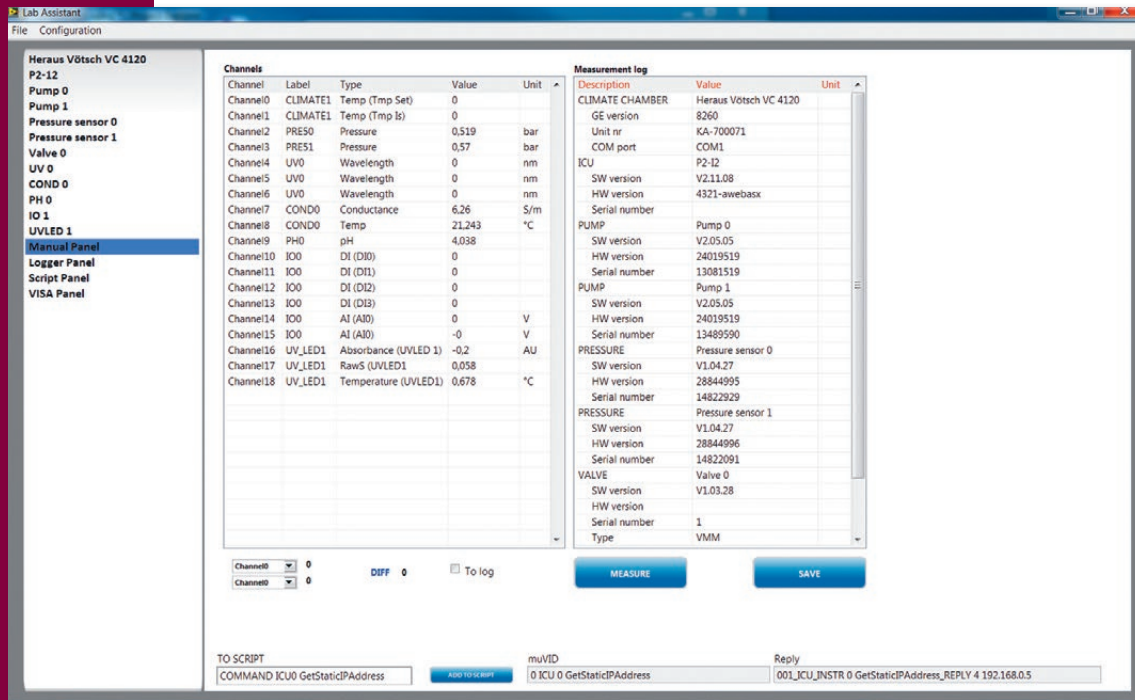 Lab Assistant
File Configuration
Heraus Vötsch VC 4120
P2-12
Pump 0
Pump 1
Pressure sensor 0
Pressure sensor 1
Valve 0
UV 0
COND 0
PH 0
IO 1
UVLED 1
Manual Panel
Logger Panel
Script Panel
VISA Panel
Channels
Channel Label Type Value Unit
Channel0 CLIMATE1 Temp (Tmp Set) 0
Channel1 CLIMATE1 Temp (Tmp Is) 0
Channel2 PRES0 Pressure 0,519 bar
Channel3 PRES1 Pressure 0,57 bar
Channel4 UV0 Wavelength 0 nm
Channel5 UV0 Wavelength 0 nm
Channel6 UV0 Wavelength 0 nm
Channel7 COND0 Conductance 6,26 S/m
Channel8 COND0 Temp 21,243 °C
Channel9 PH0 pH 4,038
Channel10 IO0 DI (DI0) 0
Channel11 IO0 DI (DI1) 0
Channel12 IO0 DI (DI2) 0
Channel13 IO0 DI (DI3) 0
Channel14 IO0 AI (AI0) 0 V
Channel15 IO0 AI (AI0) -0 V
Channel16 UV_LED1 Absorbance (UVLED 1) -0,2 AU
Channel17 UV_LED1 RawS (UVLED1 0,058
Channel18 UV_LED1 Temperature (UVLED1) 0,678 °C
Measurement log
Description Value Unit
CLIMATE CHAMBER Heraus Vötsch VC 4120
GE version 8260
Unit nr KA-700071
COM port COM1
ICU P2-I2
SW version V2.11.08
HW version 4321-awebasx
Serial number
PUMP Pump 0
SW version V2.05.05
HW version 24019519
Serial number 13081519
PUMP Pump 1
SW version V2.05.05
HW version 24019519
Serial number 13489590
PRESSURE Pressure sensor 0
SW version V1.04.27
HW version 28844995
Serial number 14822929
PRESSURE Pressure sensor 1
SW version V1.04.27
HW version 28844996
Serial number 14822091
VALVE Valve 0
SW version V1.03.28
HW version
Serial number 1
Type VMM
Channel0 0
Channel0 0
DIFF 0
To log
MEASURE
SAVE
TO SCRIPT
COMMAND ICU0 GetStaticIPAddress
ADD TO SCRIPT
muVID
0 ICU 0 GetStaticIPAddress
Reply
001_ICU_INSTR 0 GetStaticIPAddress_REPLY 4 192.168.0.5